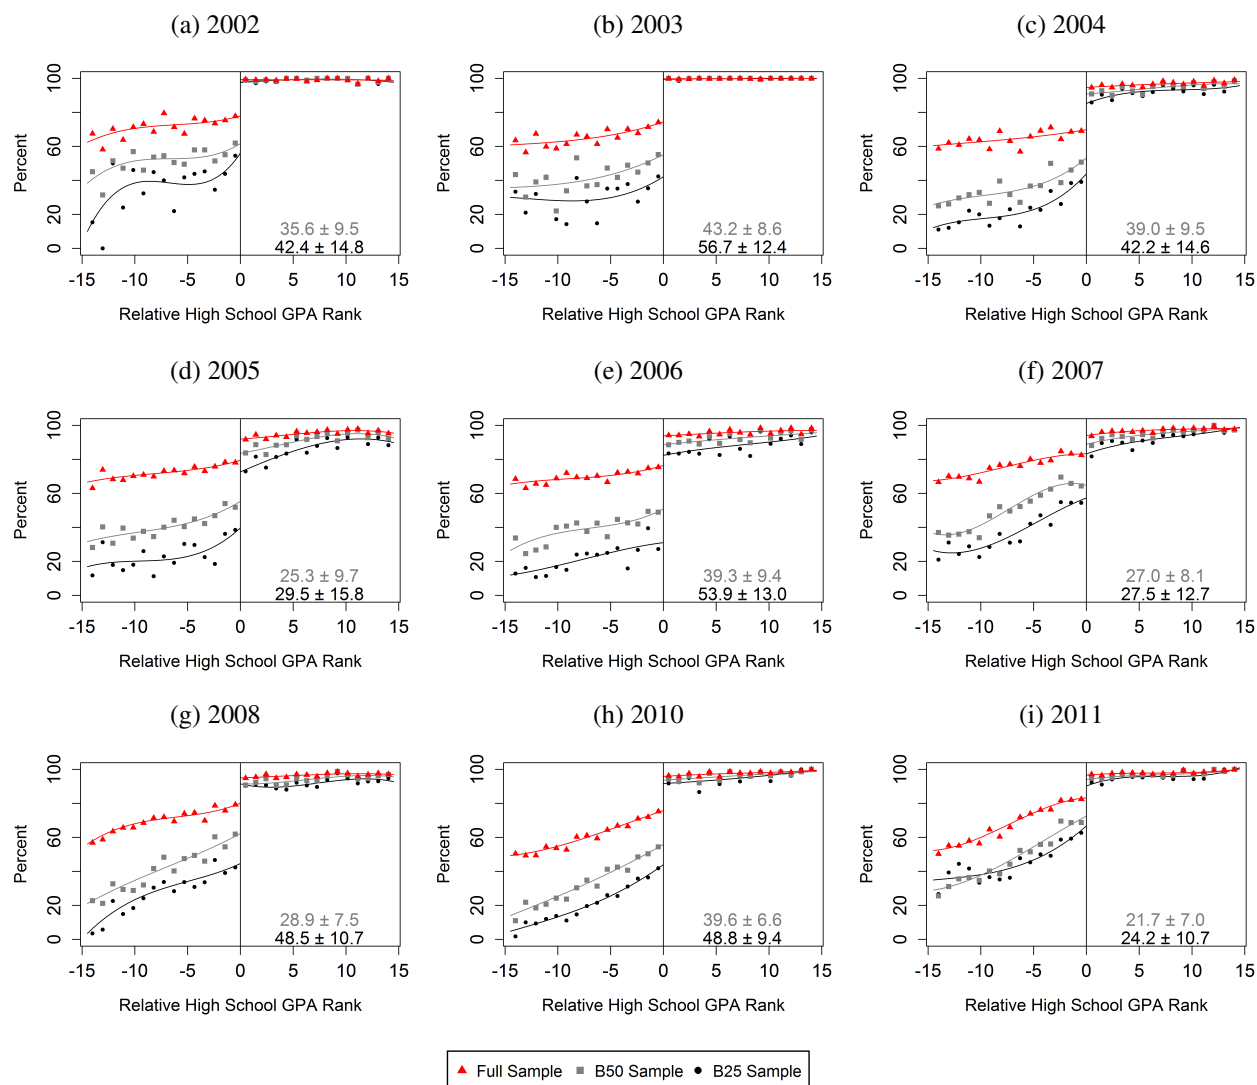 (a) 2002
(b) 2003
(c) 2004
Percent
0 20 60 100
35.6 ± 9.5
42.4 ± 14.8
-15 -10 -5 0 5 10 15
Relative High School GPA Rank
Percent
0 20 60 100
43.2 ± 8.6
56.7 ± 12.4
-15 -10 -5 0 5 10 15
Relative High School GPA Rank
Percent
0 20 60 100
39.0 ± 9.5
42.2 ± 14.6
-15 -10 -5 0 5 10 15
Relative High School GPA Rank
(d) 2005
(e) 2006
(f) 2007
Percent
0 20 60 100
25.3 ± 9.7
29.5 ± 15.8
-15 -10 -5 0 5 10 15
Relative High School GPA Rank
Percent
0 20 60 100
39.3 ± 9.4
53.9 ± 13.0
-15 -10 -5 0 5 10 15
Relative High School GPA Rank
Percent
0 20 60 100
27.0 ± 8.1
27.5 ± 12.7
-15 -10 -5 0 5 10 15
Relative High School GPA Rank
(g) 2008
(h) 2010
(i) 2011
Percent
0 20 60 100
28.9 ± 7.5
48.5 ± 10.7
-15 -10 -5 0 5 10 15
Relative High School GPA Rank
Percent
0 20 60 100
39.6 ± 6.6
48.8 ± 9.4
-15 -10 -5 0 5 10 15
Relative High School GPA Rank
Percent
0 20 60 100
21.7 ± 7.0
24.2 ± 10.7
-15 -10 -5 0 5 10 15
Relative High School GPA Rank
Full Sample B50 Sample B25 Sample